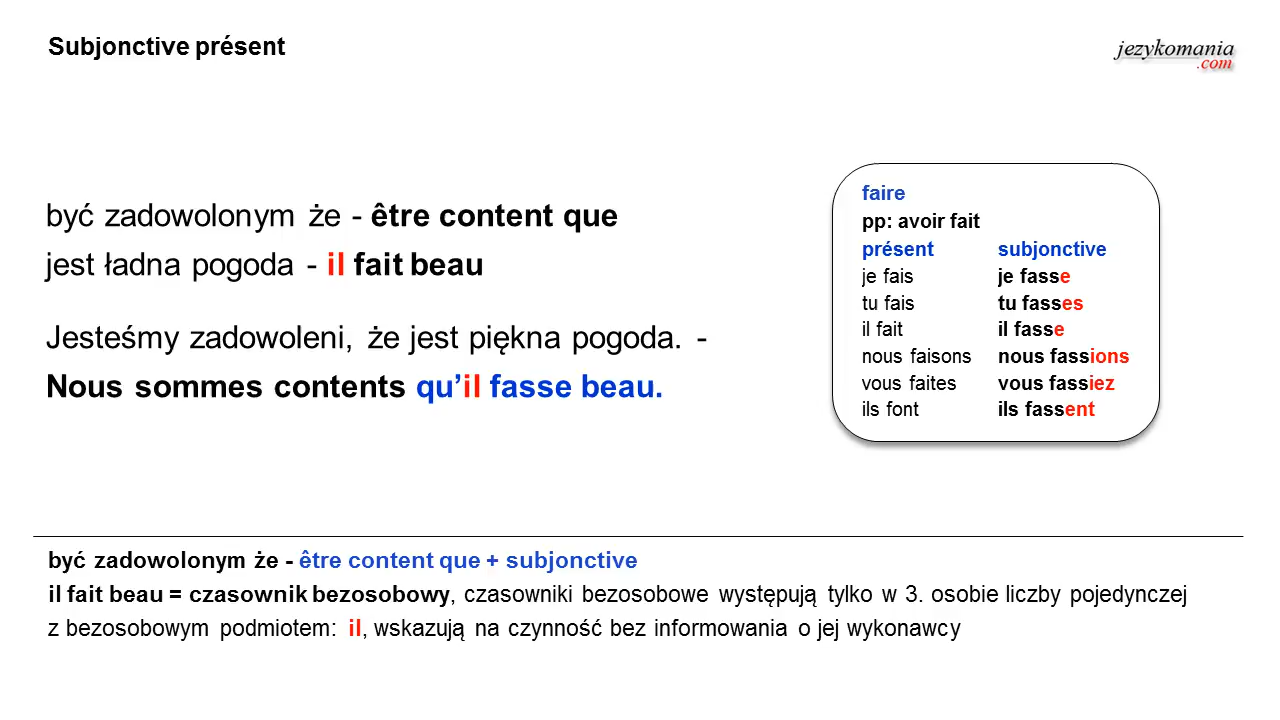 Subjonctive présent
jezykomania
.com
być zadowolonym że - être content que
jest ładna pogoda - il fait beau
Jesteśmy zadowoleni, że jest piękna pogoda. -
Nous sommes contents qu’il fasse beau.
faire
pp: avoir fait
présent subjonctive
je fais je fasse
tu fais tu fasses
il fait il fasse
nous faisons nous fassions
vous faites vous fassiez
ils font ils fassent
być zadowolonym że - être content que + subjonctive
il fait beau = czasownik bezosobowy, czasowniki bezosobowe występują tylko w 3. osobie liczby pojedynczej
z bezosobowym podmiotem: il, wskazują na czynność bez informowania o jej wykonawcy